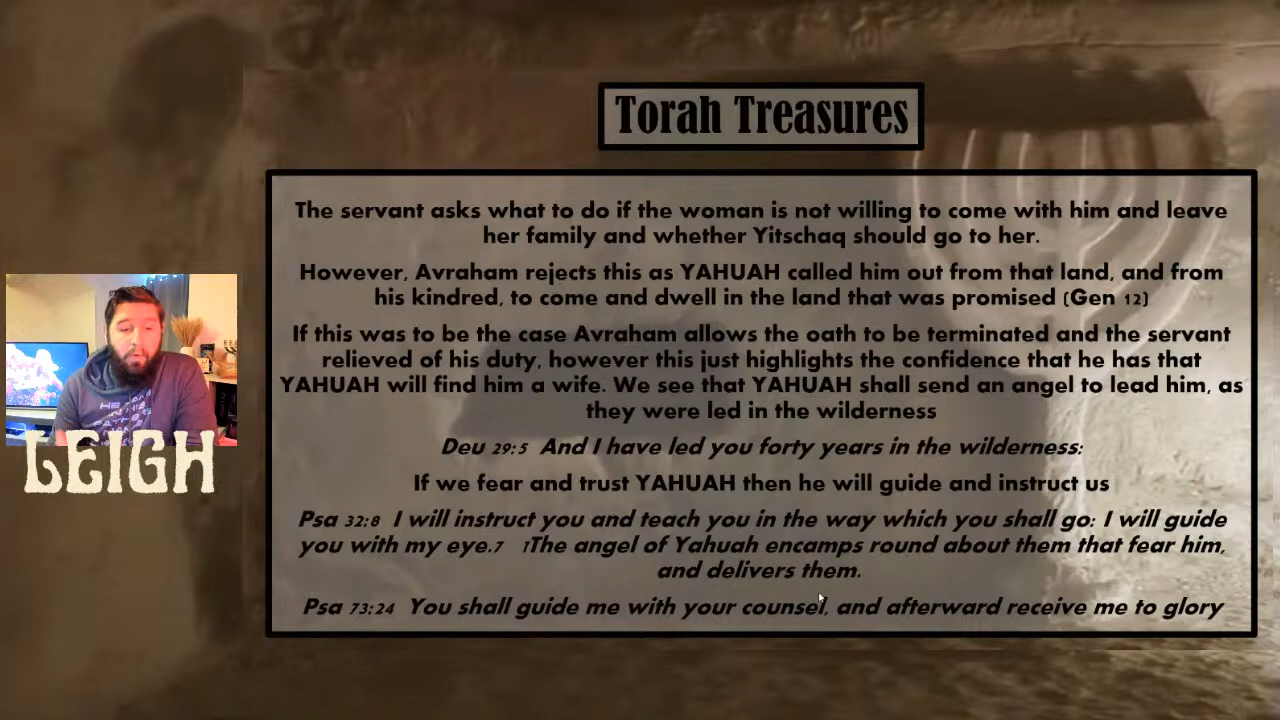 Torah Treasures
The servant asks what to do if the woman is not willing to come with him and leave
her family and whether Yitschaq should go to her.
However, Avraham rejects this as YAHUAH called him out from that land, and from
his kindred, to come and dwell in the land that was promised (Gen 12)
If this was to be the case Avraham allows the oath to be terminated and the servant
relieved of his duty, however this just highlights the confidence that he has that
YAHUAH will find him a wife. We see that YAHUAH shall send an angel to lead him, as
they were led in the wilderness
Deu 29:5 And I have led you forty years in the wilderness:
If we fear and trust YAHUAH then he will guide and instruct us
Psa 32:8 I will instruct you and teach you in the way which you shall go: I will guide
you with my eye.7 The angel of Yahuah encamps round about them that fear him,
and delivers them.
Psa 73:24 You shall guide me with your counsel, and afterward receive me to glory
LEIGH